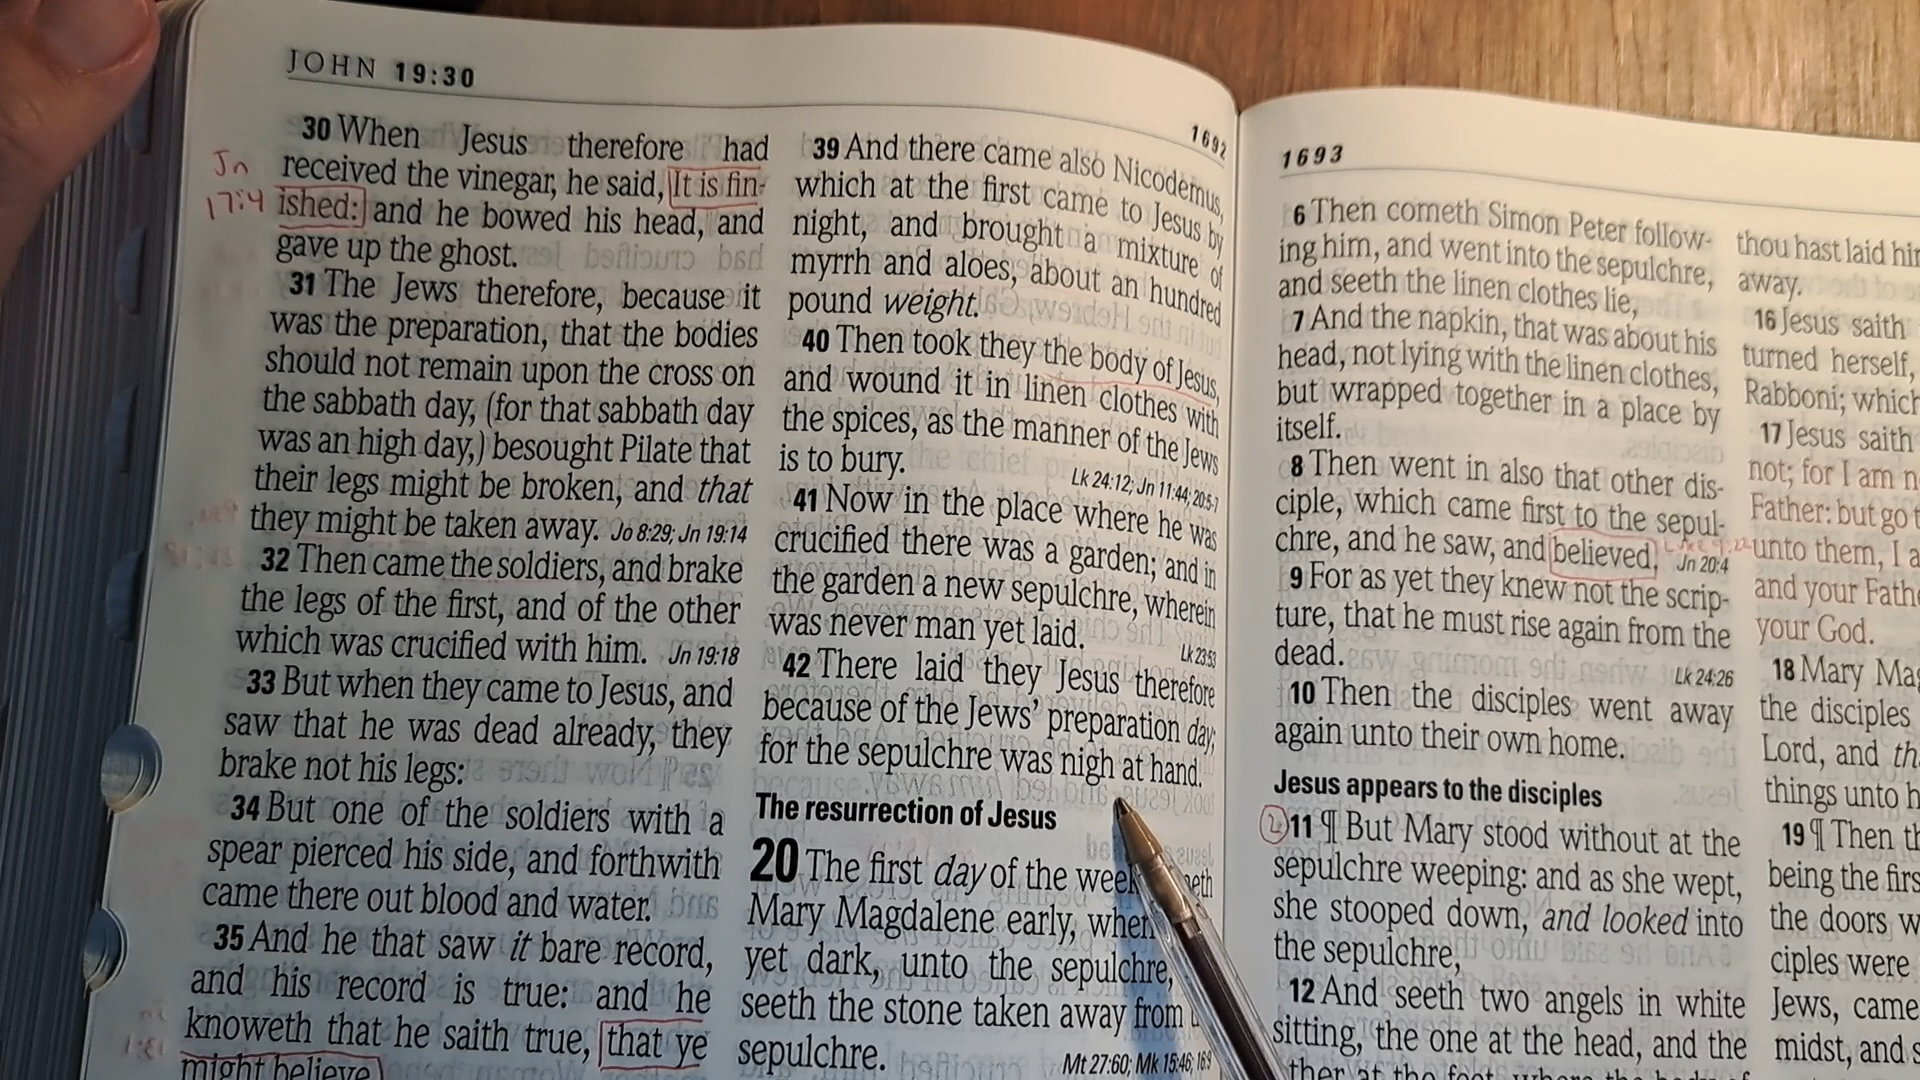 JOHN 19:30
1692
30 When Jesus therefore had
received the vinegar, he said, It is fin-
ished: and he bowed his head, and
gave up the ghost.
Jn
17:4
31 The Jews therefore, because it
was the preparation, that the bodies
should not remain upon the cross on
the sabbath day, (for that sabbath day
was an high day,) besought Pilate that
their legs might be broken, and that
they might be taken away. Jo 8:29; Jn 19:14
32 Then came the soldiers, and brake
the legs of the first, and of the other
which was crucified with him. Jn 19:18
33 But when they came to Jesus, and
saw that he was dead already, they
brake not his legs:
34 But one of the soldiers with a
spear pierced his side, and forthwith
came there out blood and water.
35 And he that saw it bare record,
and his record is true: and he
knoweth that he saith true, that ye
might believe.
39 And there came also Nicodemus,
which at the first came to Jesus by
night, and brought a mixture of
myrrh and aloes, about an hundred
pound weight.
40 Then took they the body of Jesus,
and wound it in linen clothes with
the spices, as the manner of the Jews
is to bury.
Lk 24:12; Jn 11:44; 20:5-7
41 Now in the place where he was
crucified there was a garden; and in
the garden a new sepulchre, wherein
was never man yet laid.
Lk 23:53
42 There laid they Jesus therefore
because of the Jews' preparation day;
for the sepulchre was nigh at hand.
The resurrection of Jesus
20 The first day of the week
Mary Magdalene early, when
yet dark, unto the sepulchre,
seeth the stone taken away from
sepulchre.
Mt 27:60; Mk 15:46; 16:9
1693
6 Then cometh Simon Peter follow-
ing him, and went into the sepulchre,
and seeth the linen clothes lie,
7 And the napkin, that was about his
head, not lying with the linen clothes,
but wrapped together in a place by
itself.
8 Then went in also that other dis-
ciple, which came first to the sepul-
chre, and he saw, and believed. Jn 20:4
9 For as yet they knew not the scrip-
ture, that he must rise again from the
dead.
Lk 24:26
10 Then the disciples went away
again unto their own home.
Jesus appears to the disciples
2 11 ¶ But Mary stood without at the
sepulchre weeping: and as she wept,
she stooped down, and looked into
the sepulchre,
12 And seeth two angels in white
sitting, the one at the head, and the
ther at the feet, where the body of
thou hast laid
away.
16 Jesus saith
turned herself,
Rabboni; which
17 Jesus saith
not; for I am
Father: but go
unto them, I
and your
your God.
18 Mary
the disciples
Lord, and
things unto
19 ¶ Then
being the
the doors
ciples were
Jews, came
midst, and